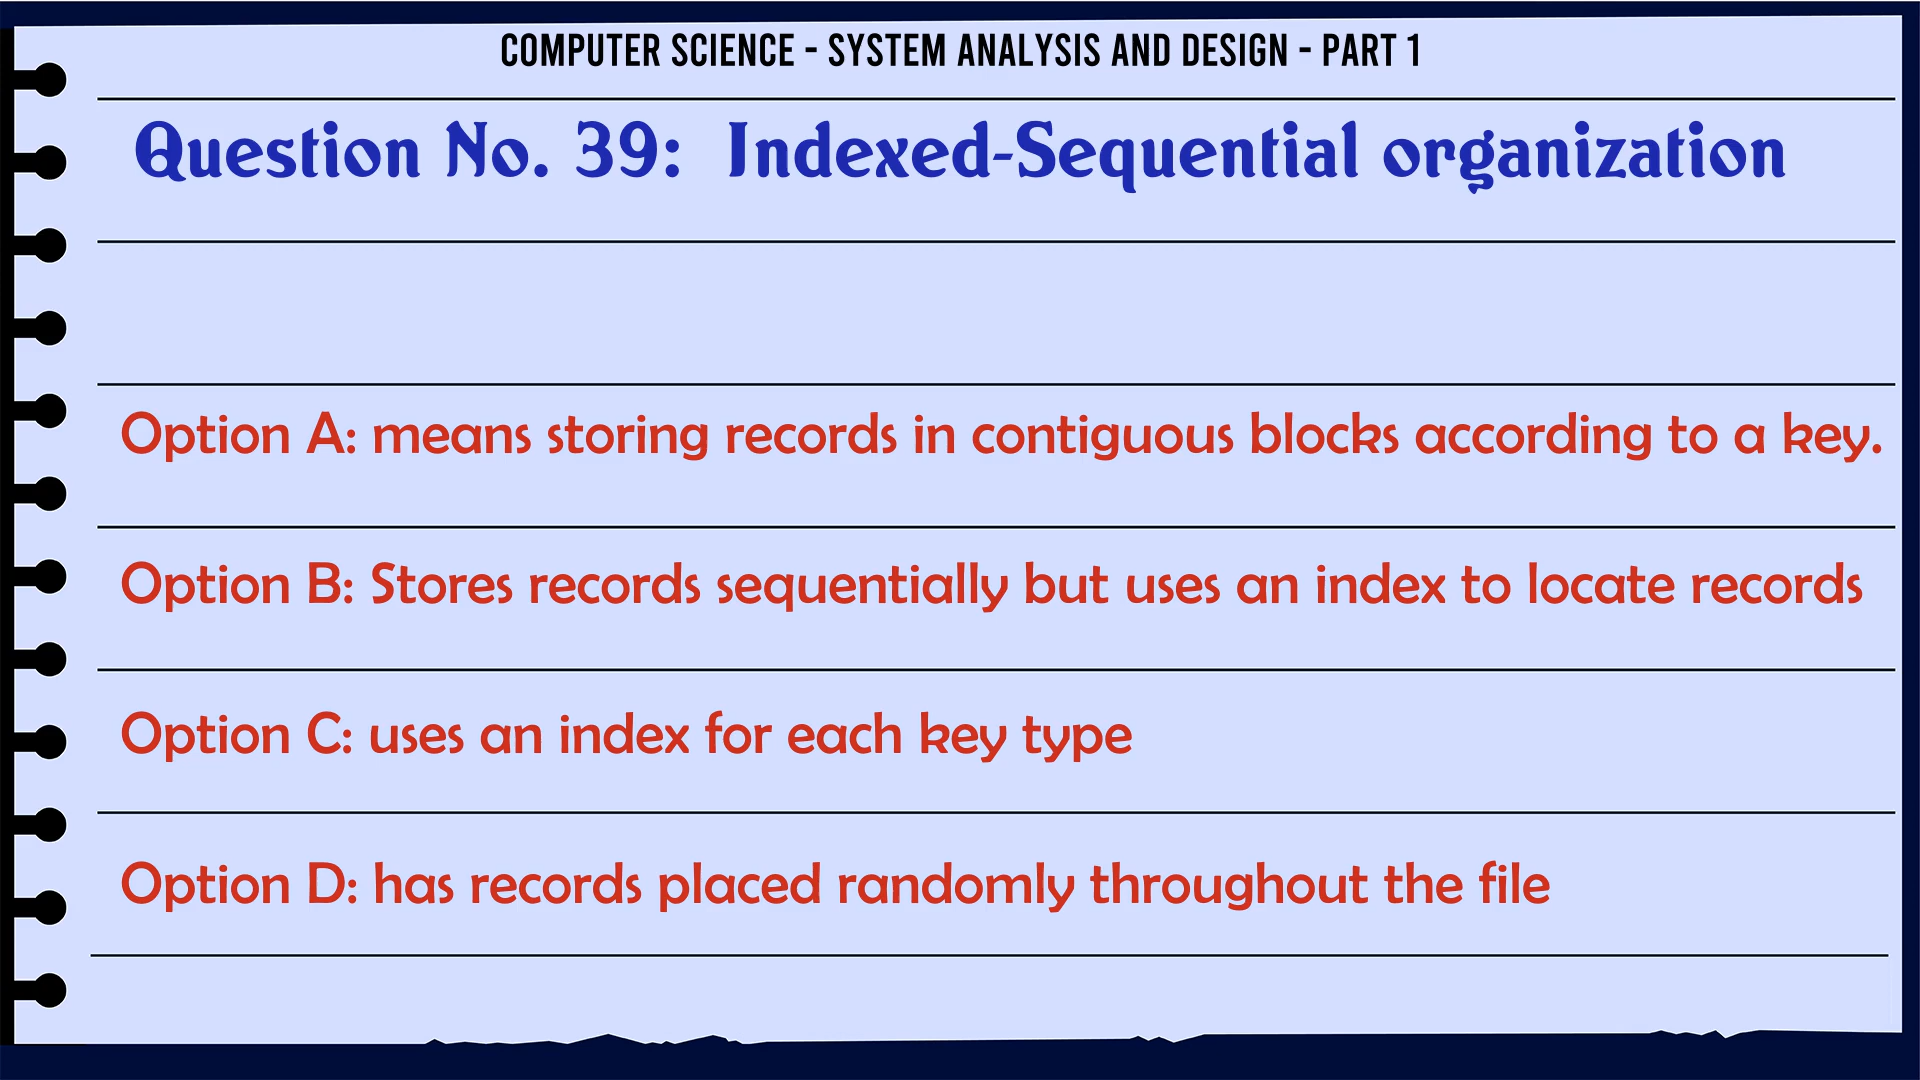 COMPUTER SCIENCE - SYSTEM ANALYSIS AND DESIGN - PART 1
Question No. 39: Indexed-Sequential organization
Option A: means storing records in contiguous blocks according to a key.
Option B: Stores records sequentially but uses an index to locate records
Option C: uses an index for each key type
Option D: has records placed randomly throughout the file